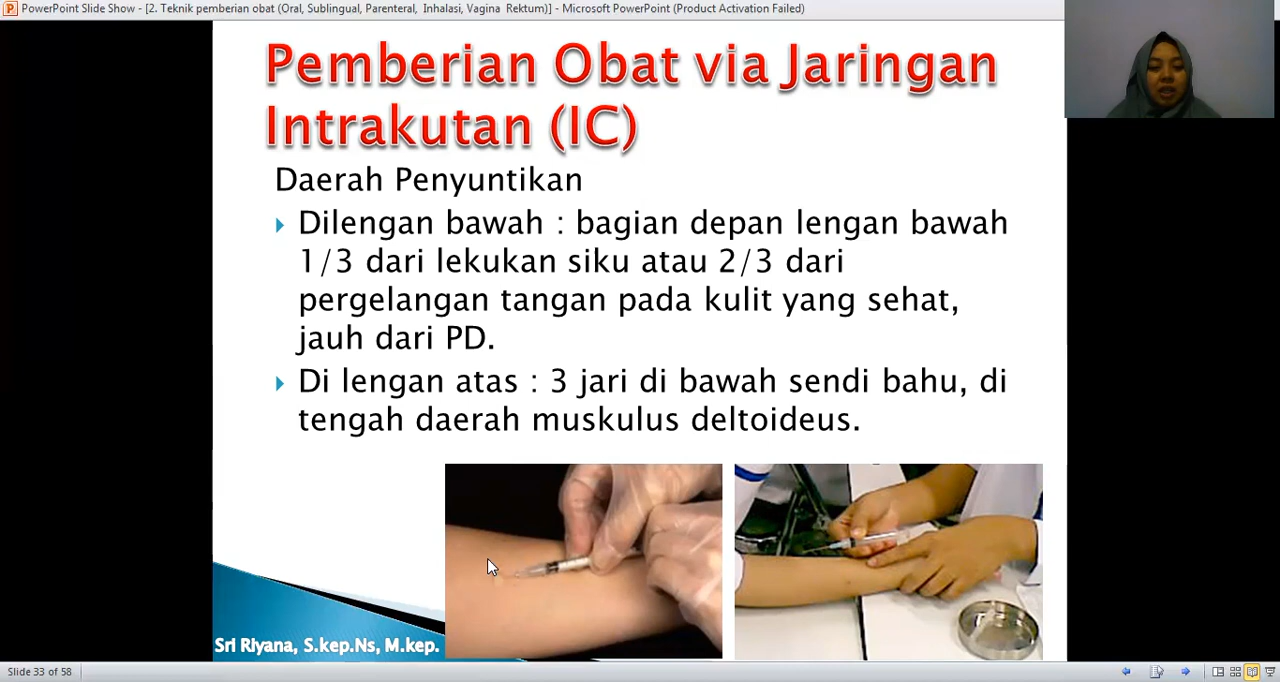 PowerPoint Slide Show - [2. Teknik pemberian obat (Oral, Sublingual, Parenteral, Inhalasi, Vagina Rektum)] - Microsoft PowerPoint (Product Activation Failed)
Pemberian Obat via Jaringan
Intrakutan (IC)
Daerah Penyuntikan
Dilengan bawah : bagian depan lengan bawah
1/3 dari lekukan siku atau 2/3 dari
pergelangan tangan pada kulit yang sehat,
jauh dari PD.
Di lengan atas : 3 jari di bawah sendi bahu, di
tengah daerah muskulus deltoideus.
Sri Riyana, S.kep.Ns, M.kep.
Slide 33 of 58